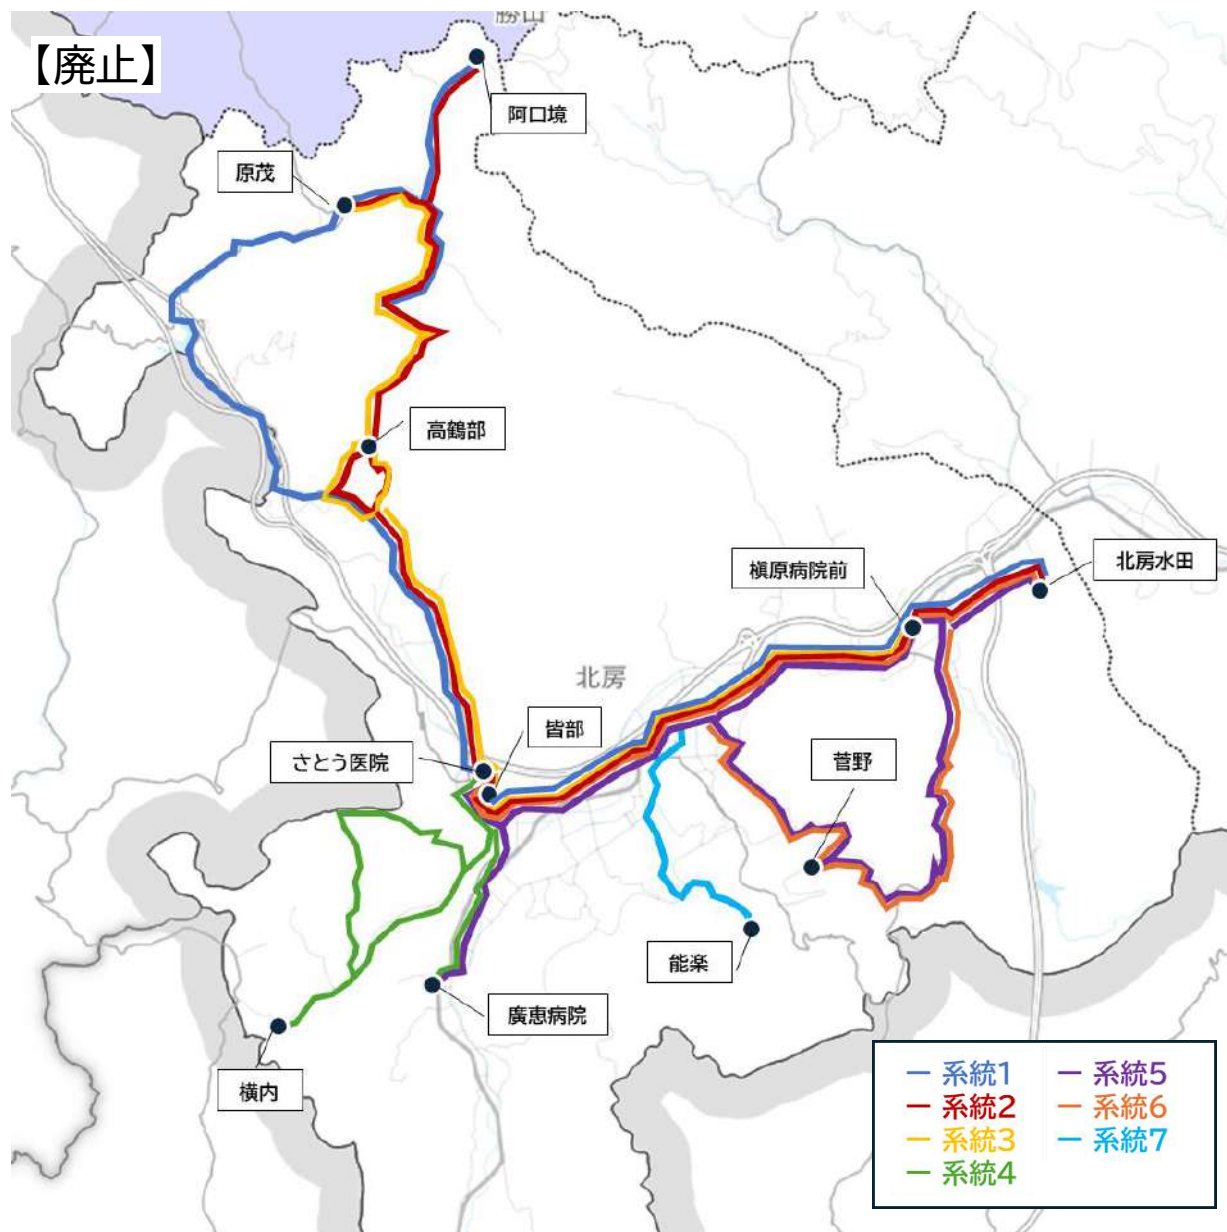 勝山
【廃止】
阿口境
原茂
高鶴部
槇原病院前
北房水田
北房
皆部
さとう医院
菅野
能楽
廣恵病院
横内
系統1
系統2
系統3
系統4
系統5
系統6
系統7